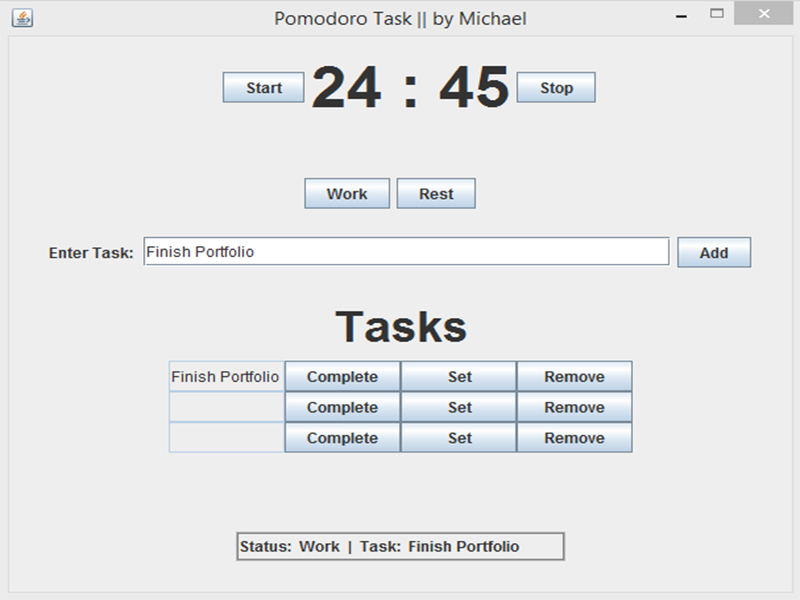 Pomodoro Task || by Michael
Start 24 : 45 Stop
Work Rest
Enter Task: Finish Portfolio Add
Tasks
Finish Portfolio Complete Set Remove
Complete Set Remove
Complete Set Remove
Status: Work | Task: Finish Portfolio